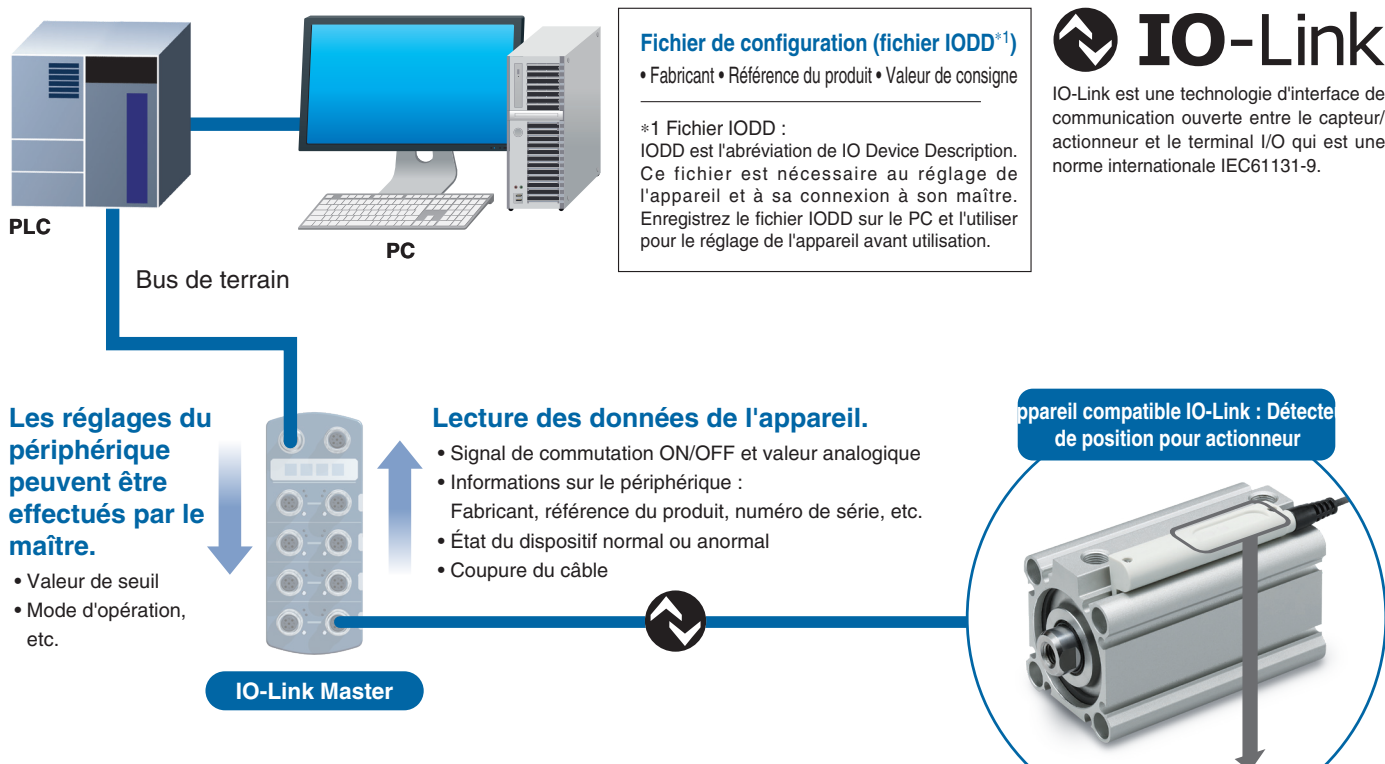 Fichier de configuration (fichier IODD*1)
• Fabricant • Référence du produit • Valeur de consigne
*1 Fichier IODD :
IODD est l'abréviation de IO Device Description.
Ce fichier est nécessaire au réglage de
l'appareil et à sa connexion à son maître.
Enregistrez le fichier IODD sur le PC et l'utiliser
pour le réglage de l'appareil avant utilisation.
IO-Link
IO-Link est une technologie d'interface de
communication ouverte entre le capteur/
actionneur et le terminal I/O qui est une
norme internationale IEC61131-9.
PLC
PC
Bus de terrain
Les réglages du
périphérique
peuvent être
effectués par le
maître.
• Valeur de seuil
• Mode d'opération,
etc.
Lecture des données de l'appareil.
• Signal de commutation ON/OFF et valeur analogique
• Informations sur le périphérique :
Fabricant, référence du produit, numéro de série, etc.
• État du dispositif normal ou anormal
• Coupure du câble
IO-Link Master
ppareil compatible IO-Link : Détecte
de position pour actionneur